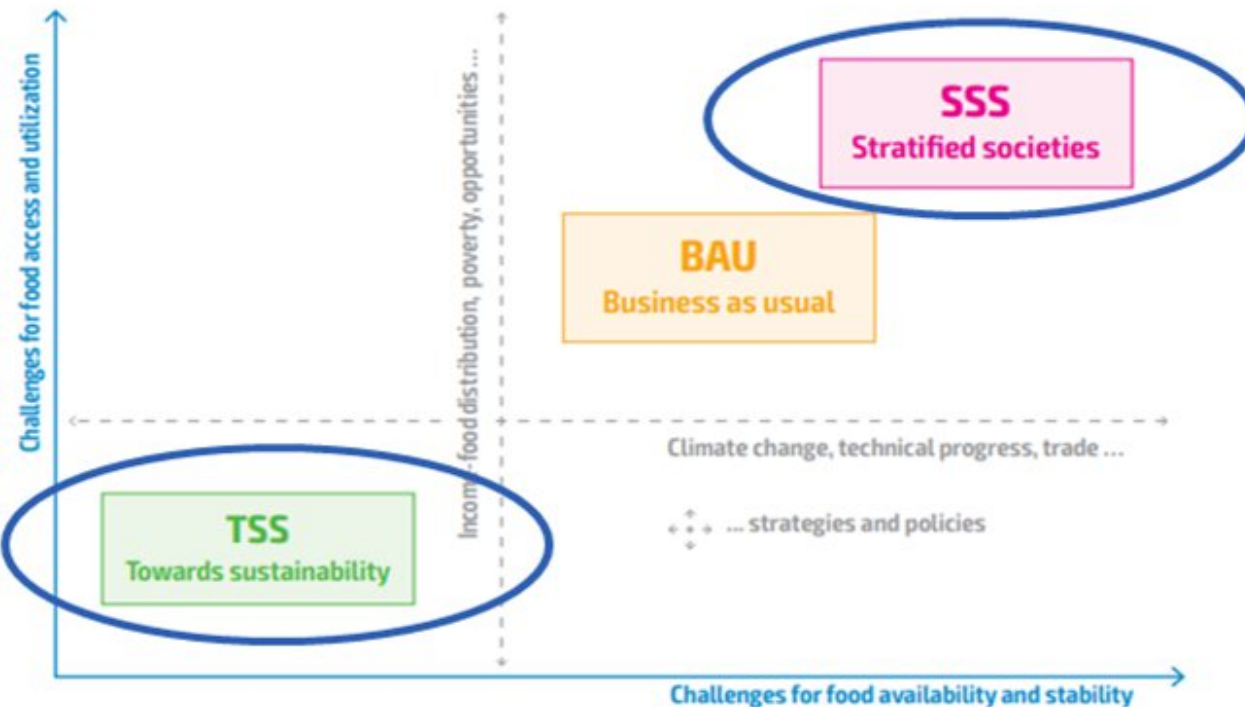 Challenges for food access and utilization
Income-food distribution, poverty, opportunities ...
SSS
Stratified societies
BAU
Business as usual
Climate change, technical progress, trade ...
TSS
Towards sustainability
... strategies and policies
Challenges for food availability and stability